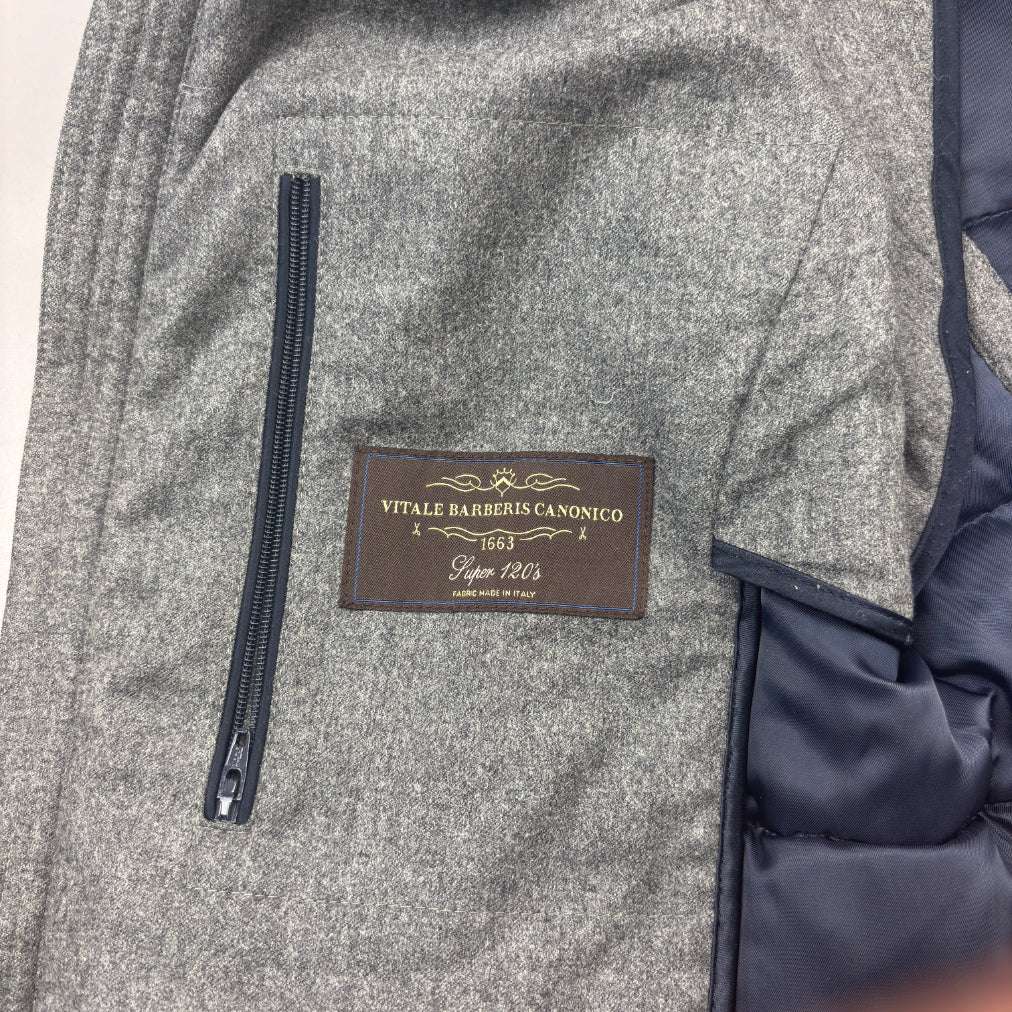 VITALE BARBERIS CANONICO
1663
Super 120's
FABRIC MADE IN ITALY